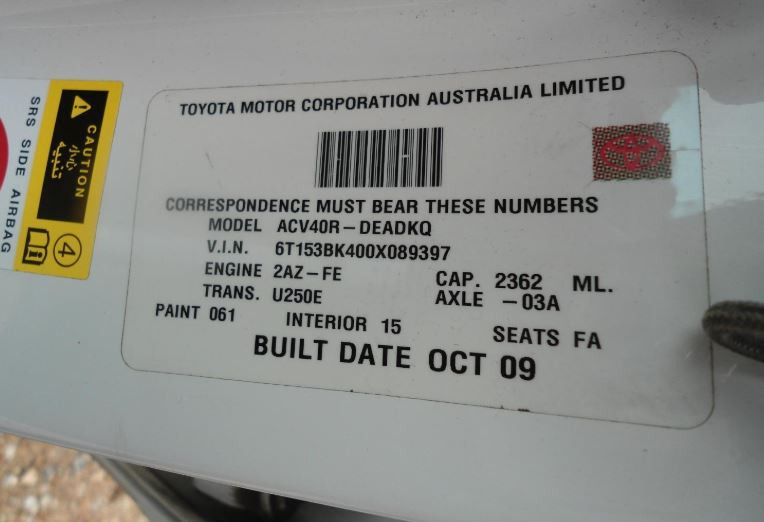 TOYOTA MOTOR CORPORATION AUSTRALIA LIMITED
CORRESPONDENCE MUST BEAR THESE NUMBERS
MODEL ACV40R-DEADKQ
V.I.N. 6T153BK400X089397
ENGINE 2AZ-FE CAP. 2362 ML.
TRANS. U250E AXLE -03A
PAINT 061 INTERIOR 15 SEATS FA
BUILT DATE OCT 09
SRS SIDE AIRBAG
CAUTION
تنبيه
4